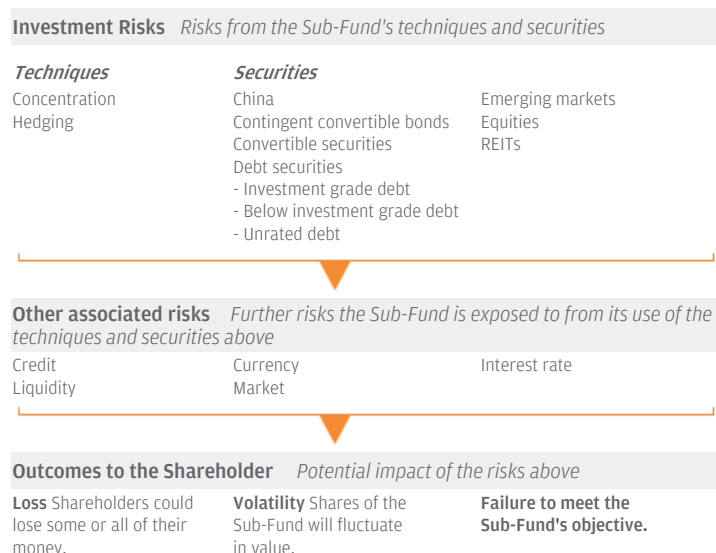 Investment Risks Risks from the Sub-Fund's techniques and securities
Techniques
Concentration
Hedging
Securities
China
Contingent convertible bonds
Convertible securities
Debt securities
- Investment grade debt
- Below investment grade debt
- Unrated debt
Emerging markets
Equities
REITs
Other associated risks Further risks the Sub-Fund is exposed to from its use of the
techniques and securities above
Credit
Liquidity
Currency
Market
Interest rate
Outcomes to the Shareholder Potential impact of the risks above
Loss Shareholders could
lose some or all of their
money.
Volatility Shares of the
Sub-Fund will fluctuate
in value.
Failure to meet the
Sub-Fund's objective.